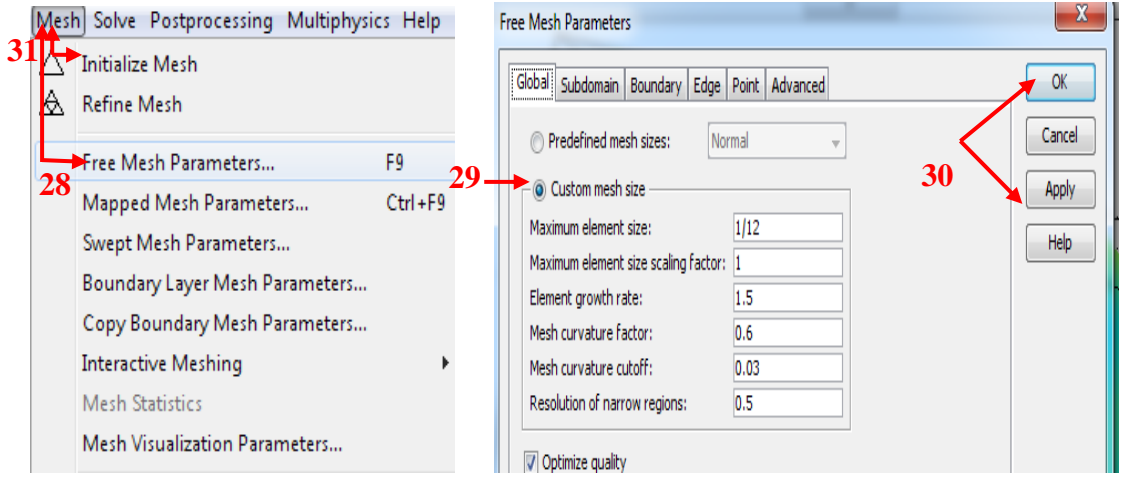 Mesh Solve Postprocessing Multiphysics Help
31
Initialize Mesh
Refine Mesh
Free Mesh Parameters... F9
28
Mapped Mesh Parameters... Ctrl+F9
Swept Mesh Parameters...
Boundary Layer Mesh Parameters...
Copy Boundary Mesh Parameters...
Interactive Meshing
Mesh Statistics
Mesh Visualization Parameters...
Free Mesh Parameters
X
Global Subdomain Boundary Edge Point Advanced
Predefined mesh sizes: Normal
29
Custom mesh size
Maximum element size: 1/12
Maximum element size scaling factor: 1
Element growth rate: 1.5
Mesh curvature factor: 0.6
Mesh curvature cutoff: 0.03
Resolution of narrow regions: 0.5
Optimize quality
OK
Cancel
30
Apply
Help